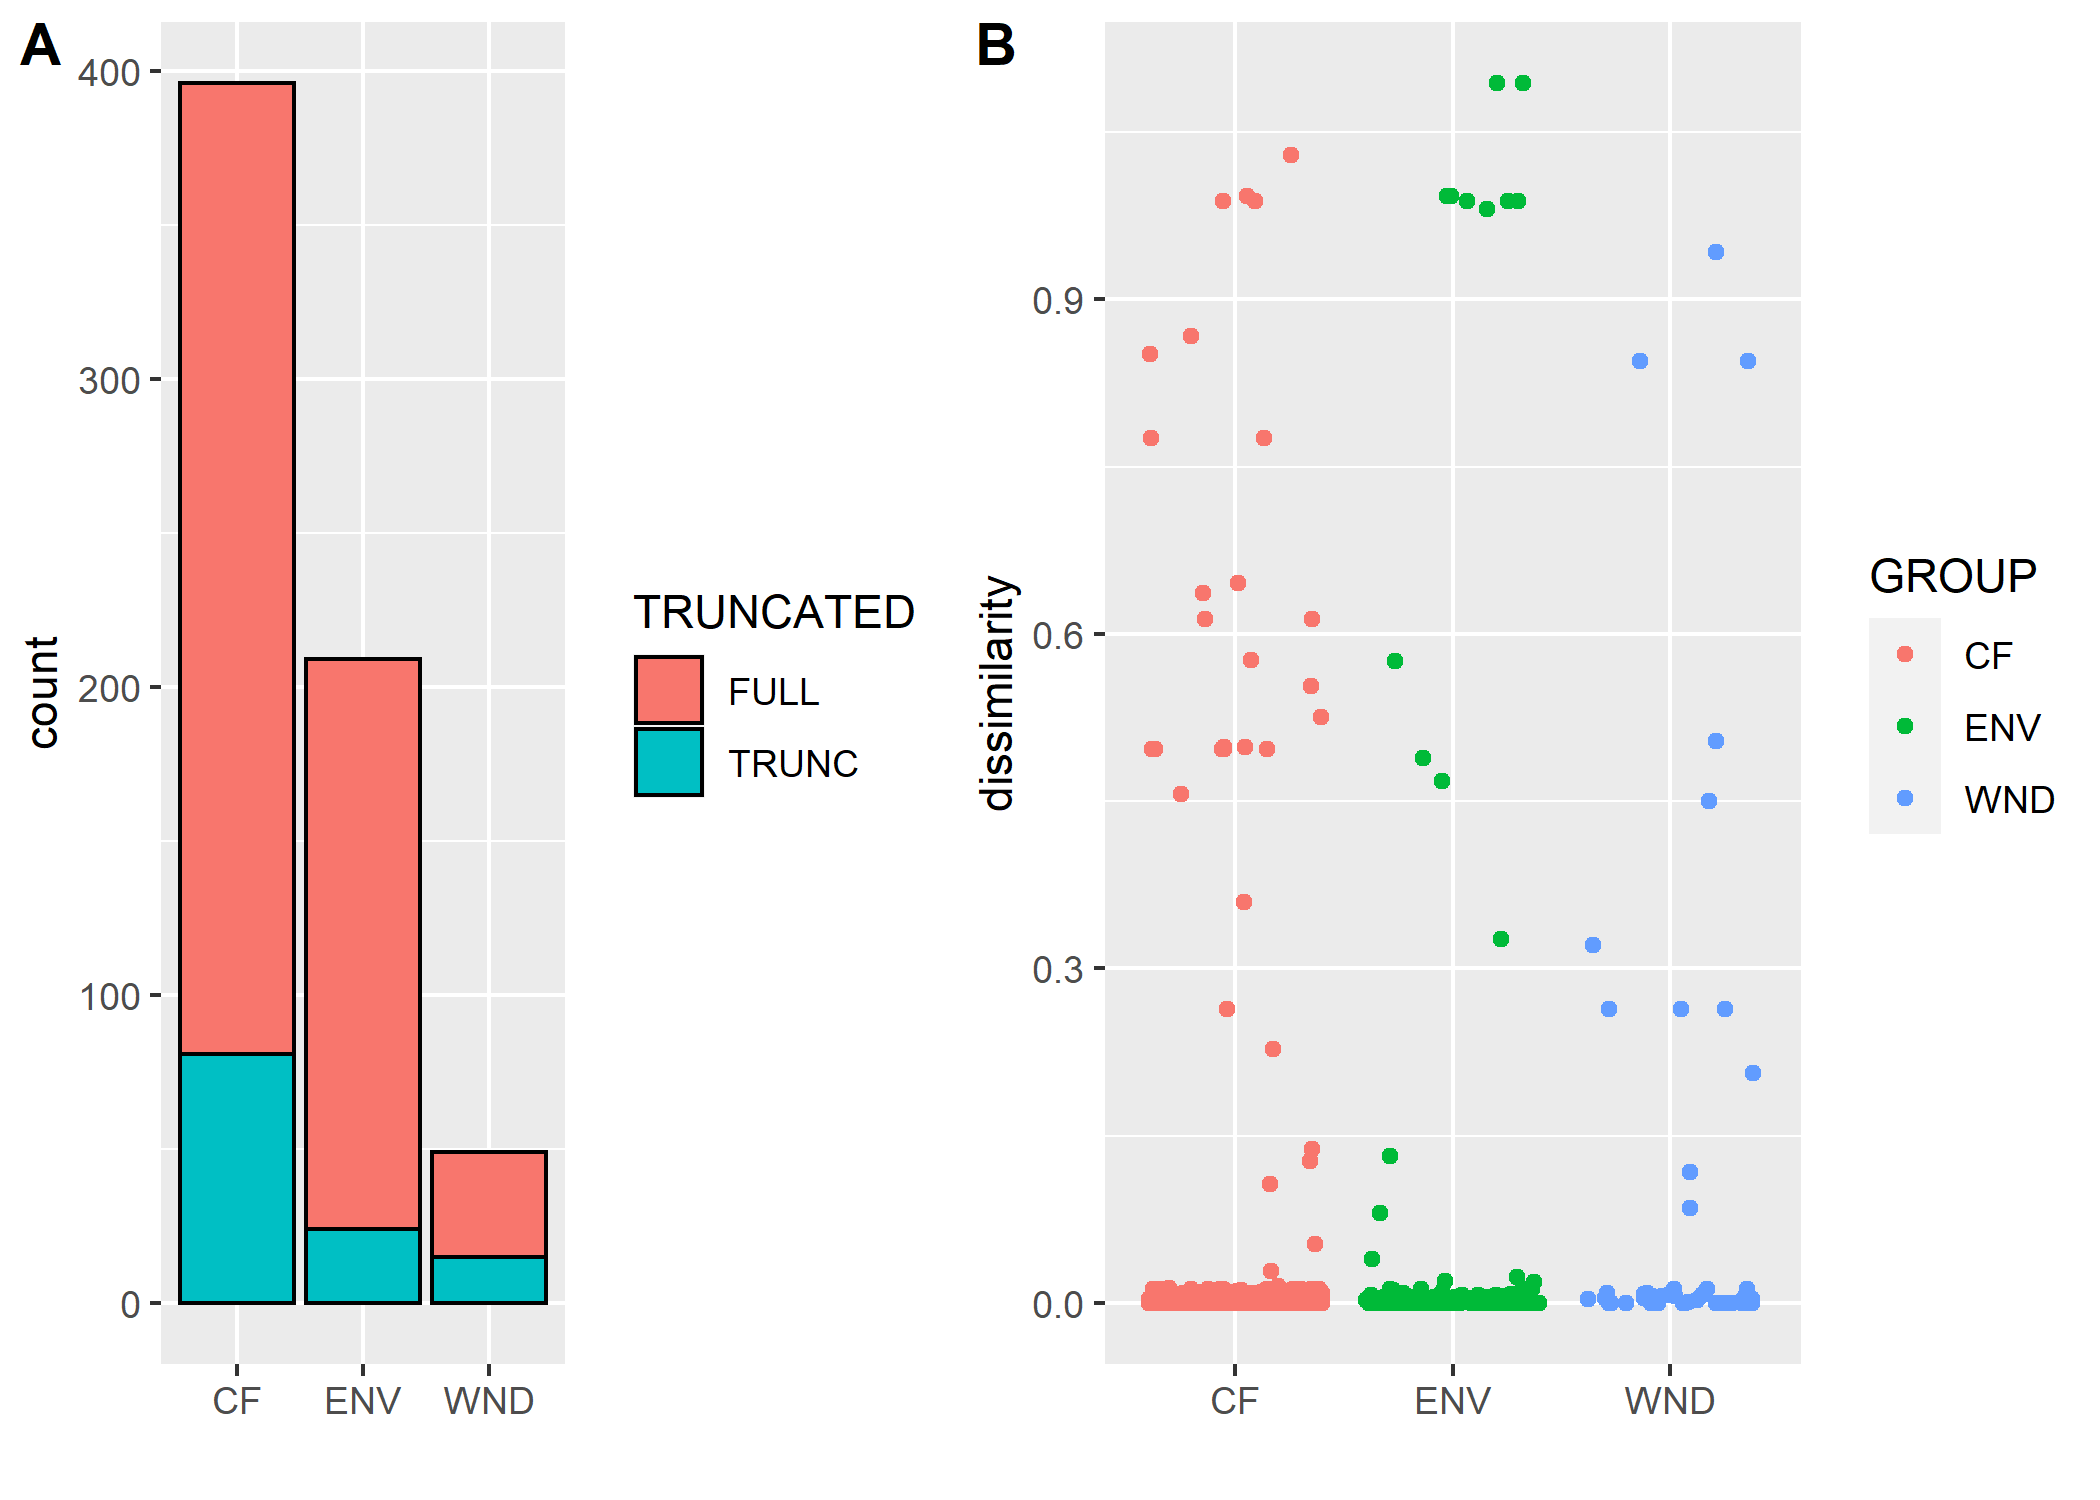 A
400
300
200
100
0
count
CF ENV WND
TRUNCATED
FULL
TRUNC
B
0.9
0.6
0.3
0.0
dissimilarity
CF ENV WND
GROUP
CF
ENV
WND